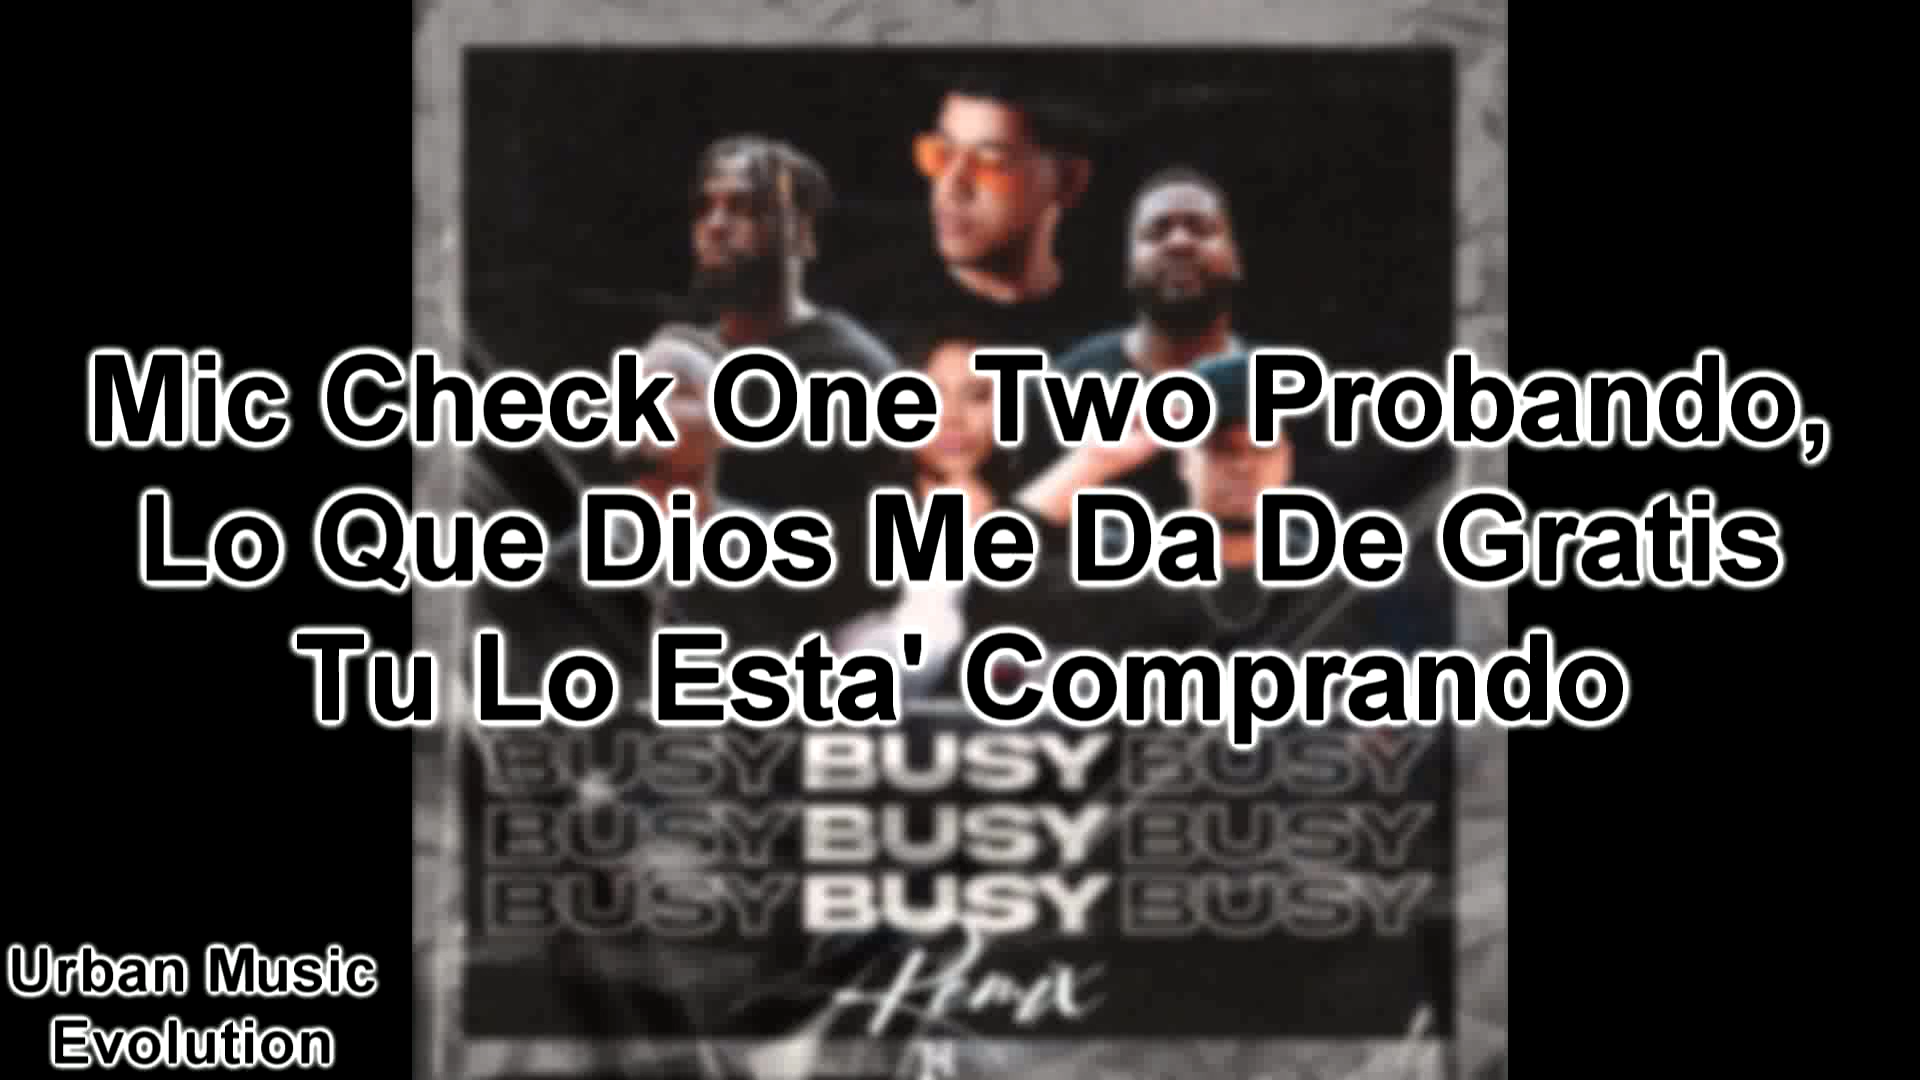 Mic Check One Two Probando,
Lo Que Dios Me Da De Gratis
Tu Lo Esta' Comprando
BUSY BUSY BUSY
BUSY BUSY BUSY
BUSY BUSY BUSY
Remix
Urban Music
Evolution